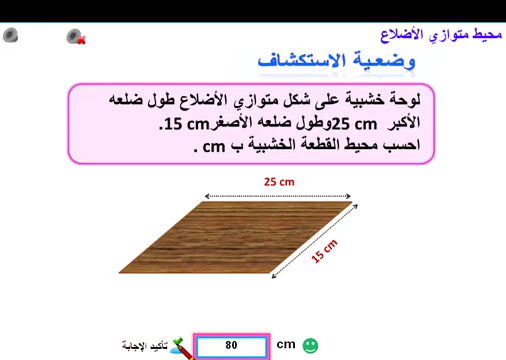 محيط متوازي الأضلاع
وضعية الاستكشاف
لوحة خشبية على شكل متوازي الأضلاع طول ضلعه
الأكبر 25 cm وطول ضلعه الأصغر 15 cm.
احسب محيط القطعة الخشبية ب cm .
25 cm
15 cm
cm 80 تأكيد الإجابة